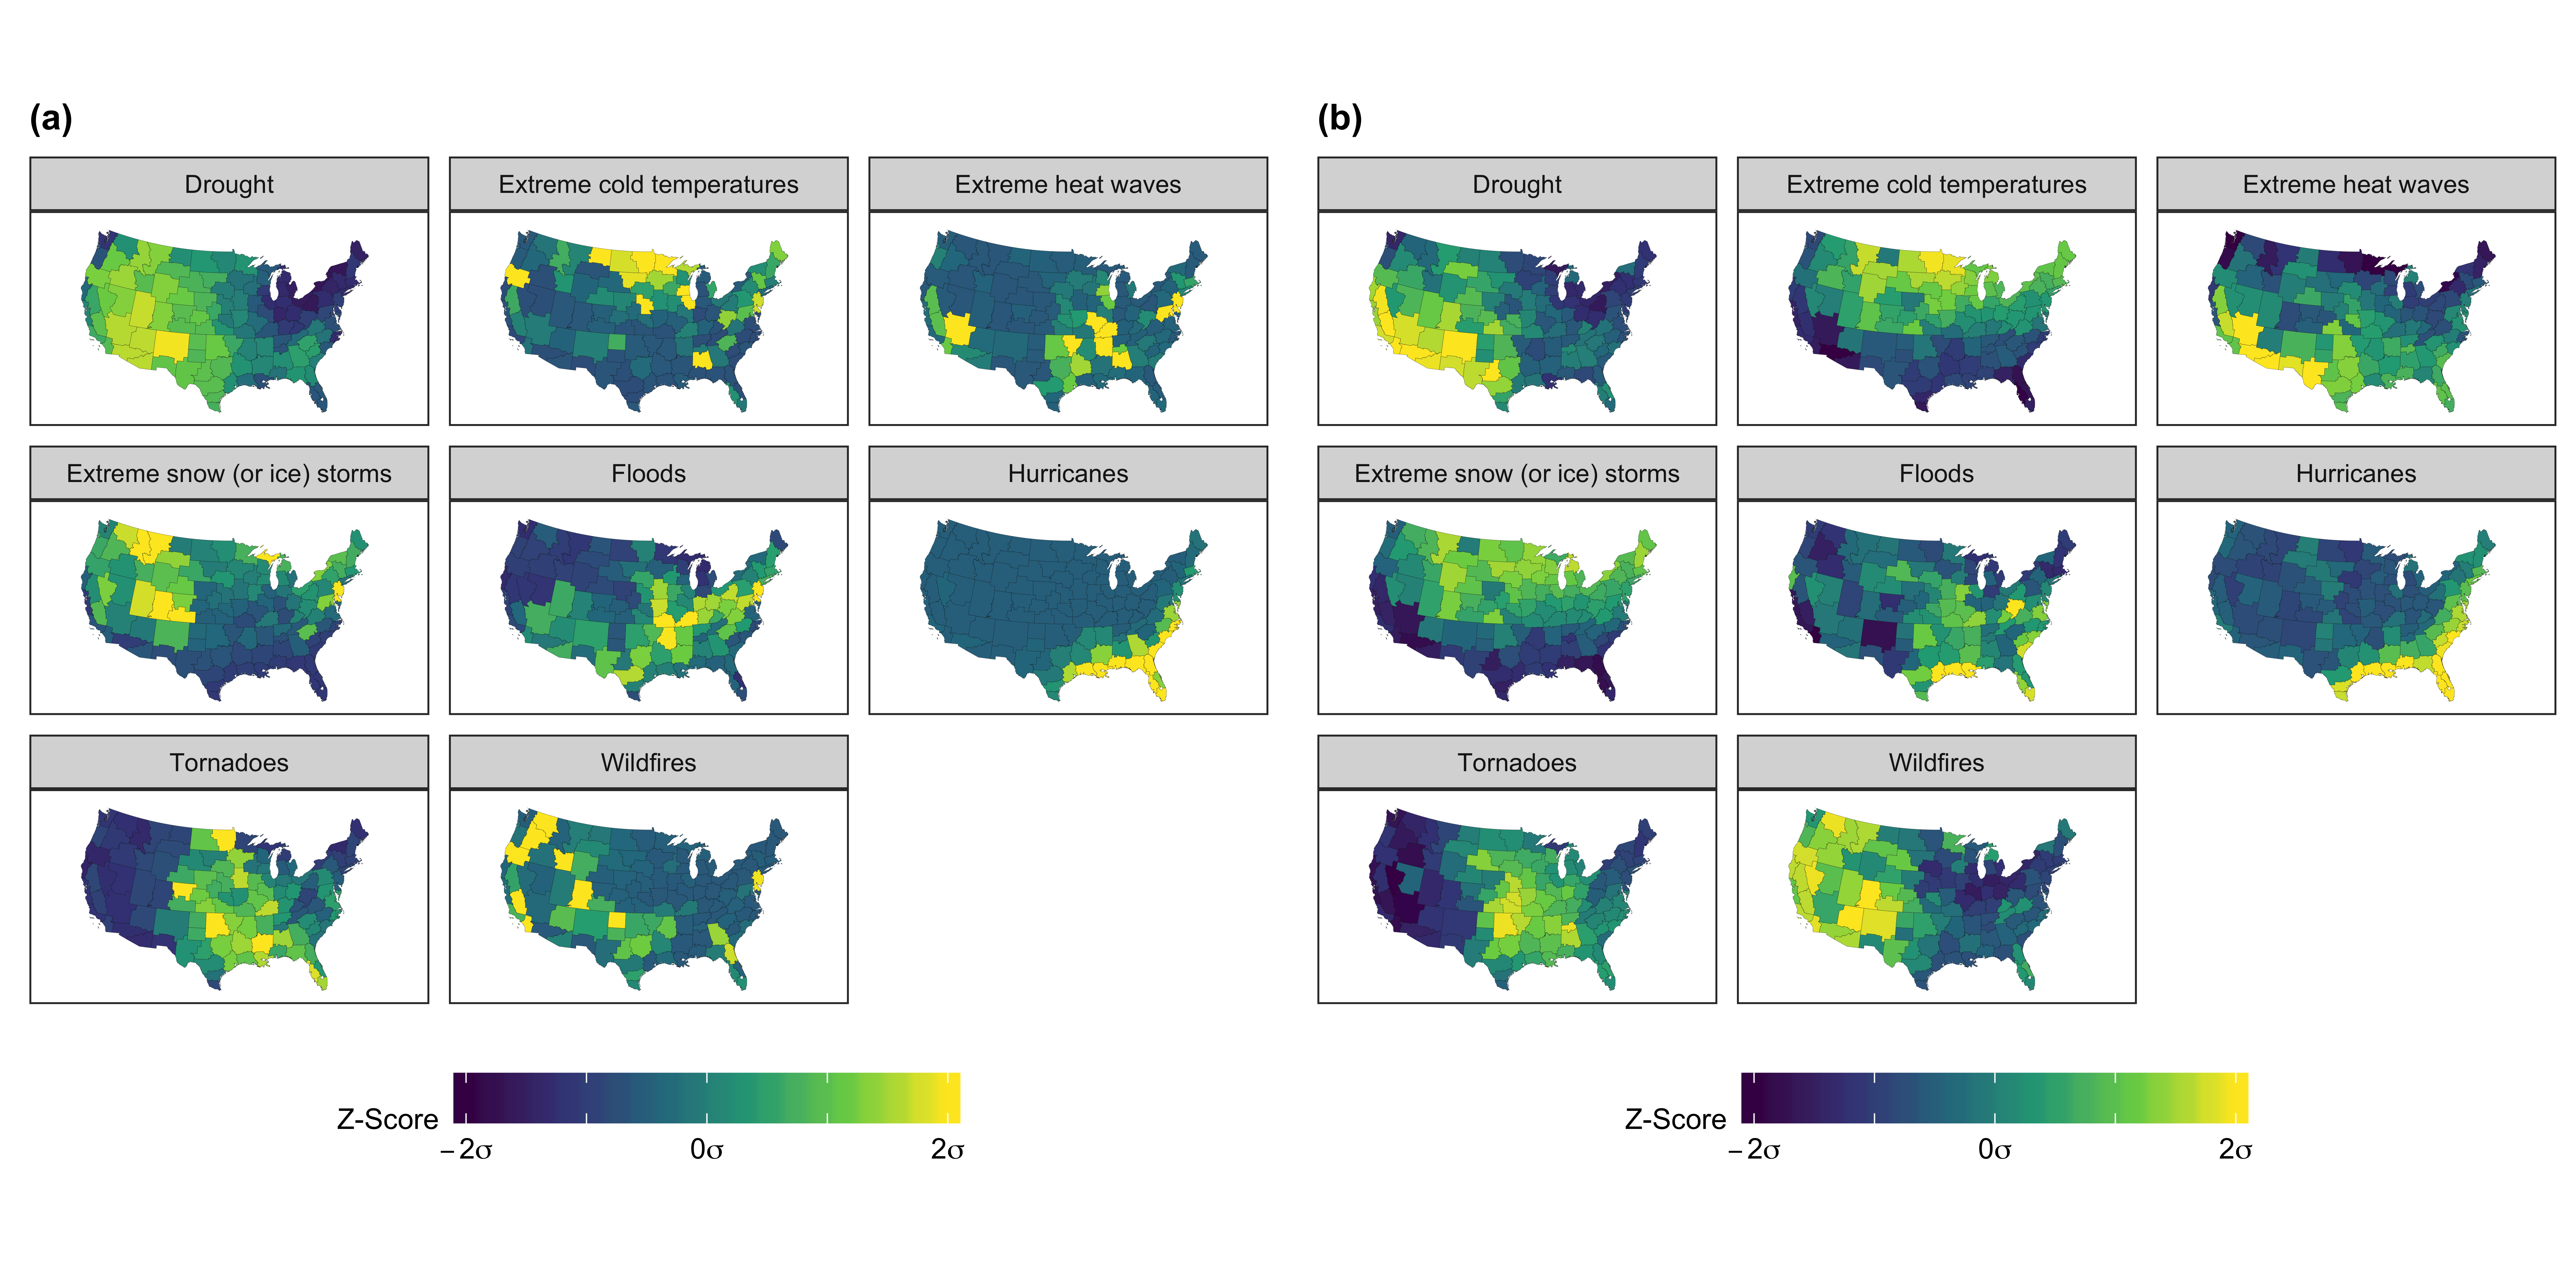 (a)
Drought
Extreme cold temperatures
Extreme heat waves
Extreme snow (or ice) storms
Floods
Hurricanes
Tornadoes
Wildfires
Z-Score
−2σ
0σ
2σ
(b)
Drought
Extreme cold temperatures
Extreme heat waves
Extreme snow (or ice) storms
Floods
Hurricanes
Tornadoes
Wildfires
Z-Score
−2σ
0σ
2σ